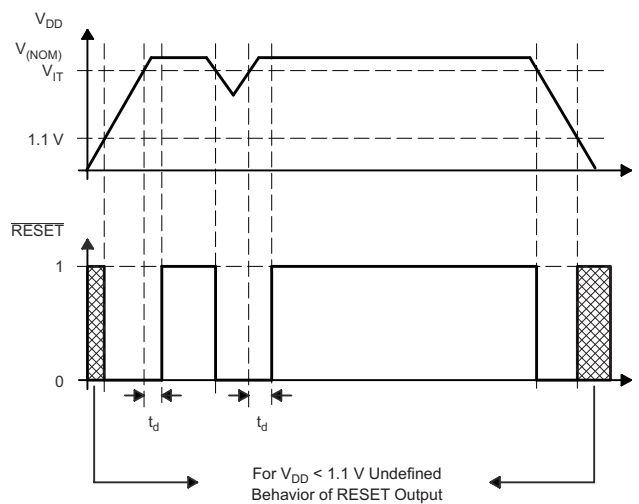 V_DD
V_(NOM)
V_IT
1.1 V
R̅E̅S̅E̅T̅
1
0
t_d
t_d
For V_DD < 1.1 V Undefined
Behavior of RESET Output